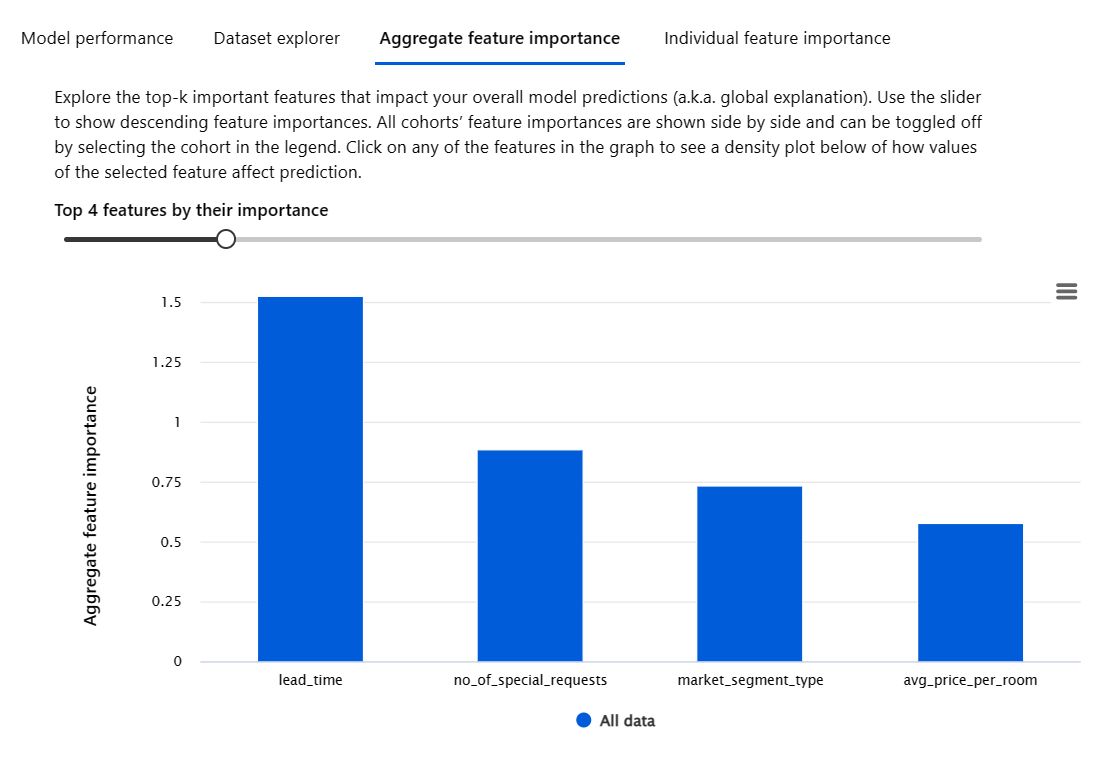 Model performance Dataset explorer Aggregate feature importance Individual feature importance
Explore the top-k important features that impact your overall model predictions (a.k.a. global explanation). Use the slider
to show descending feature importances. All cohorts’ feature importances are shown side by side and can be toggled off
by selecting the cohort in the legend. Click on any of the features in the graph to see a density plot below of how values
of the selected feature affect prediction.
Top 4 features by their importance
Aggregate feature importance
1.5
1.25
1
0.75
0.5
0.25
0
lead_time no_of_special_requests market_segment_type avg_price_per_room
All data